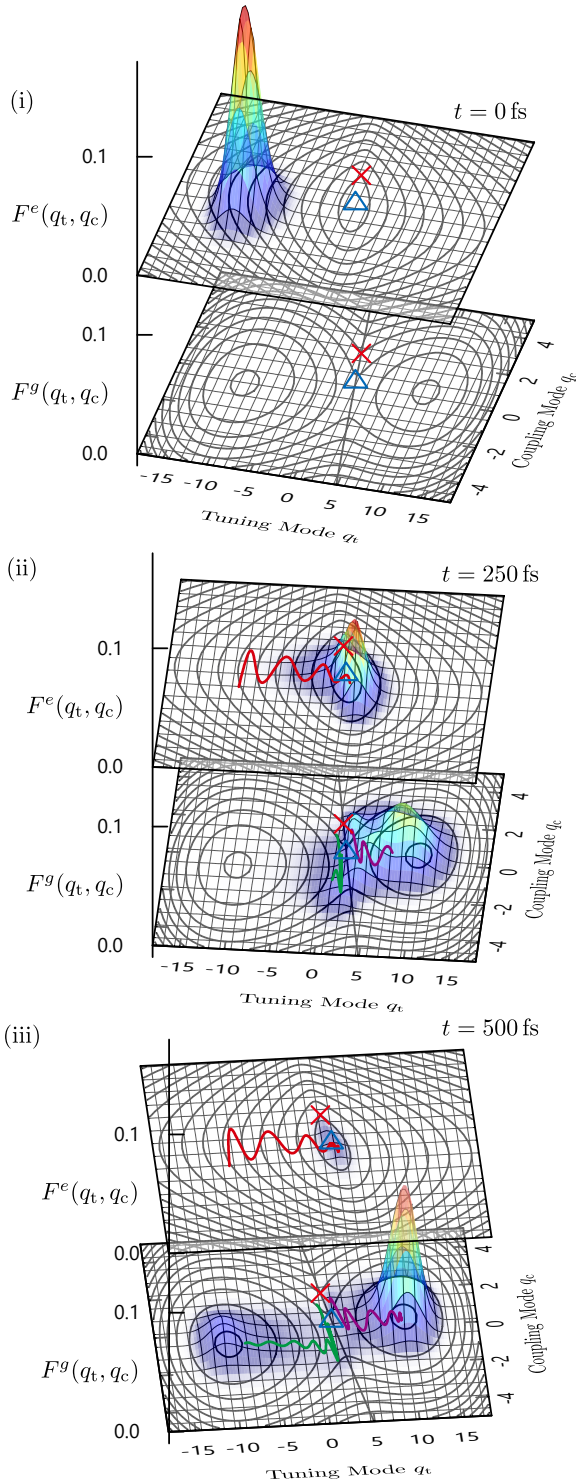 (i)
t = 0 fs
0.1
F^e(q_t, q_c)
0.0
0.1
F^g(q_t, q_c)
0.0
-15 -10 -5 0 5 10 15
Tuning Mode q_t
-4 -2 0 2 4
Coupling Mode q_c
(ii)
t = 250 fs
0.1
F^e(q_t, q_c)
0.0
0.1
F^g(q_t, q_c)
0.0
-15 -10 -5 0 5 10 15
Tuning Mode q_t
-4 -2 0 2 4
Coupling Mode q_c
(iii)
t = 500 fs
0.1
F^e(q_t, q_c)
0.0
0.1
F^g(q_t, q_c)
0.0
-15 -10 -5 0 5 10 15
Tuning Mode q_t
-4 -2 0 2 4
Coupling Mode q_c